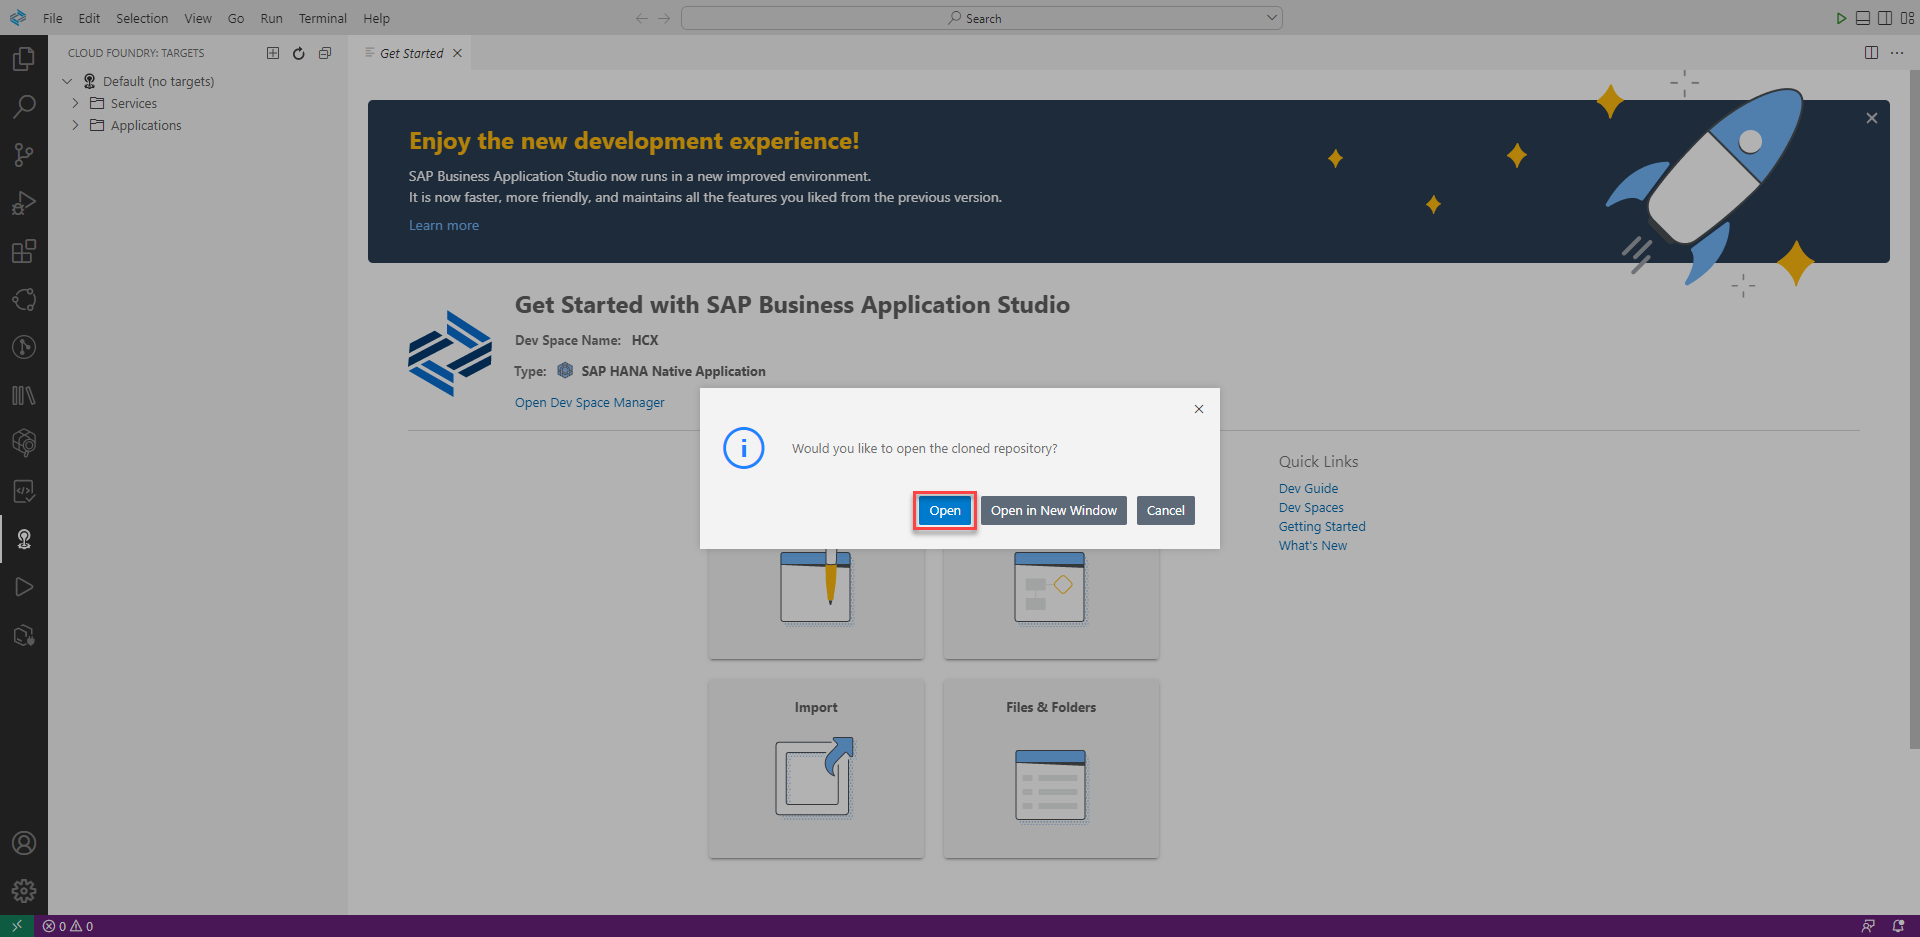 File Edit Selection View Go Run Terminal Help
Search
CLOUD FOUNDRY: TARGETS
Default (no targets)
Services
Applications
Get Started
Enjoy the new development experience!
SAP Business Application Studio now runs in a new improved environment.
It is now faster, more friendly, and maintains all the features you liked from the previous version.
Learn more
Get Started with SAP Business Application Studio
Dev Space Name: HCX
Type: SAP HANA Native Application
Open Dev Space Manager
Would you like to open the cloned repository?
Open Open in New Window Cancel
Quick Links
Dev Guide
Dev Spaces
Getting Started
What's New
Import
Files & Folders
0 0